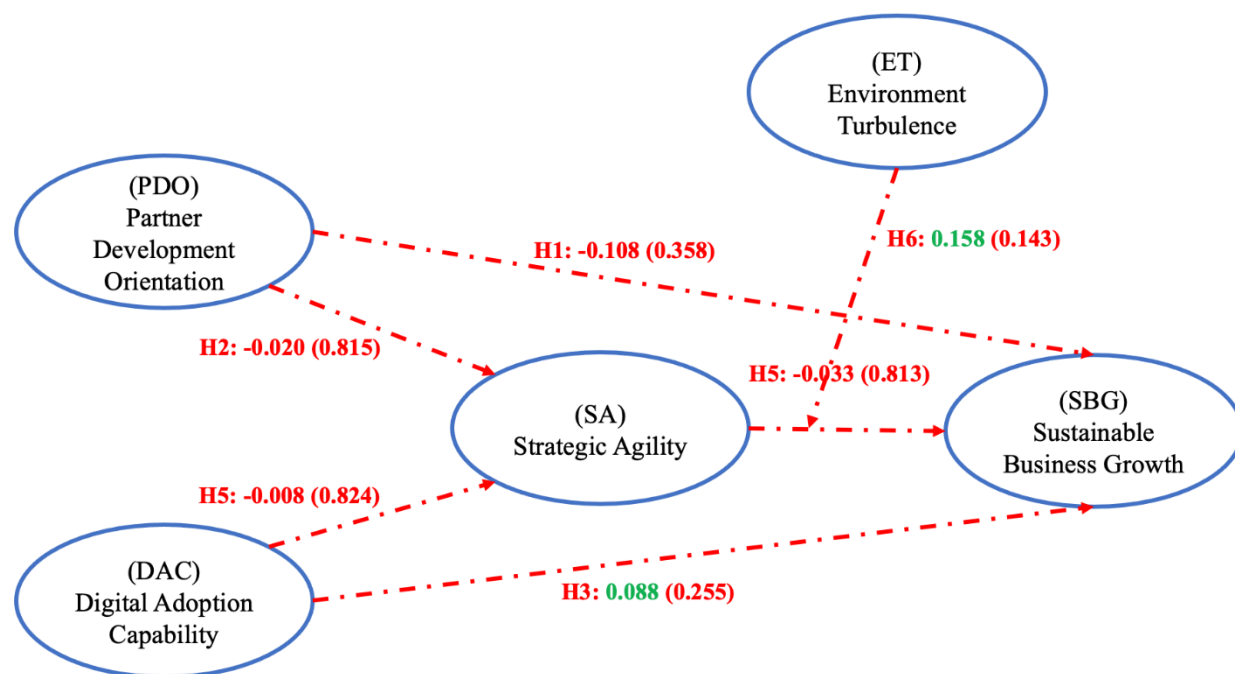 (ET)
Environment
Turbulence
(PDO)
Partner
Development
Orientation
H1: -0.108 (0.358)
H6: 0.158 (0.143)
H2: -0.020 (0.815)
H5: -0.033 (0.813)
(SA)
Strategic Agility
(SBG)
Sustainable
Business Growth
H5: -0.008 (0.824)
(DAC)
Digital Adoption
Capability
H3: 0.088 (0.255)